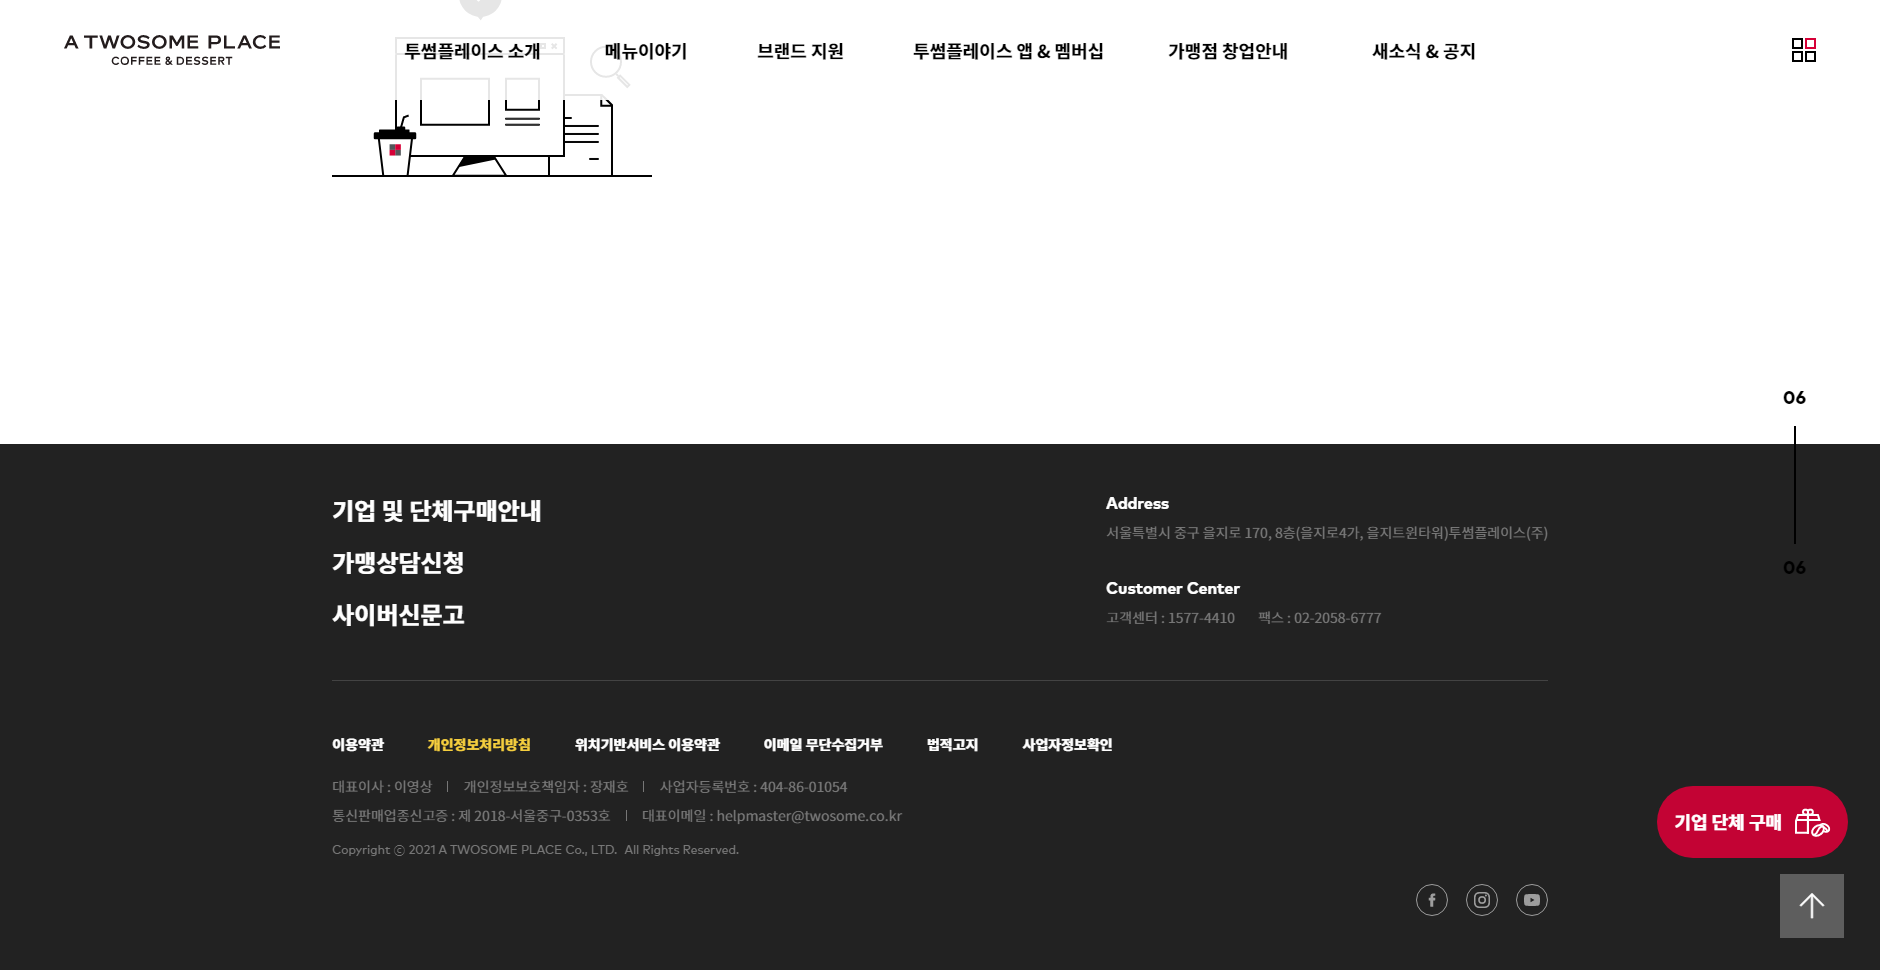 A TWOSOME PLACE
COFFEE & DESSERT
투썸플레이스 소개
메뉴이야기
브랜드 지원
투썸플레이스 앱 & 멤버십
가맹점 창업안내
새소식 & 공지
06
06
기업 및 단체구매안내
가맹상담신청
사이버신문고
Address
서울특별시 중구 을지로 170, 8층(을지로4가, 을지트윈타워)투썸플레이스(주)
Customer Center
고객센터 : 1577-4410 팩스 : 02-2058-6777
이용약관 개인정보처리방침 위치기반서비스 이용약관 이메일 무단수집거부 법적고지 사업자정보확인
대표이사 : 이영상 | 개인정보보호책임자 : 장재호 | 사업자등록번호 : 404-86-01054
통신판매업종신고증 : 제 2018-서울중구-0353호 | 대표이메일 : helpmaster@twosome.co.kr
Copyright ⓒ 2021 A TWOSOME PLACE Co., LTD. All Rights Reserved.
기업 단체 구매